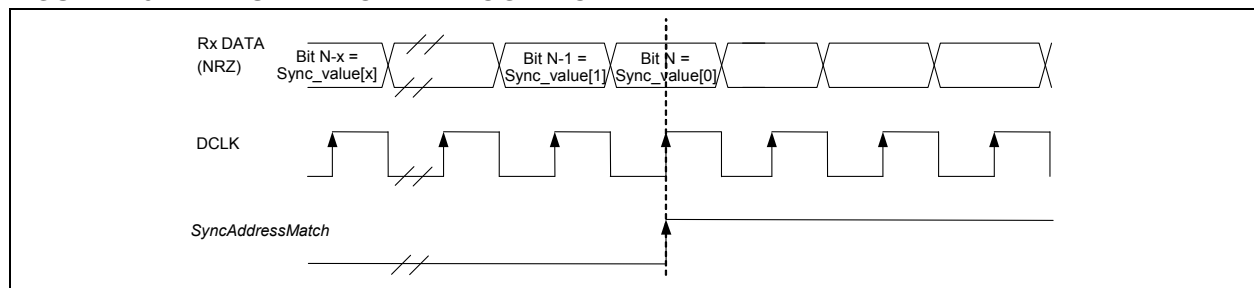 Rx DATA
(NRZ)
Bit N-x =
Sync_value[x]
Bit N-1 =
Sync_value[1]
Bit N =
Sync_value[0]
DCLK
SyncAddressMatch